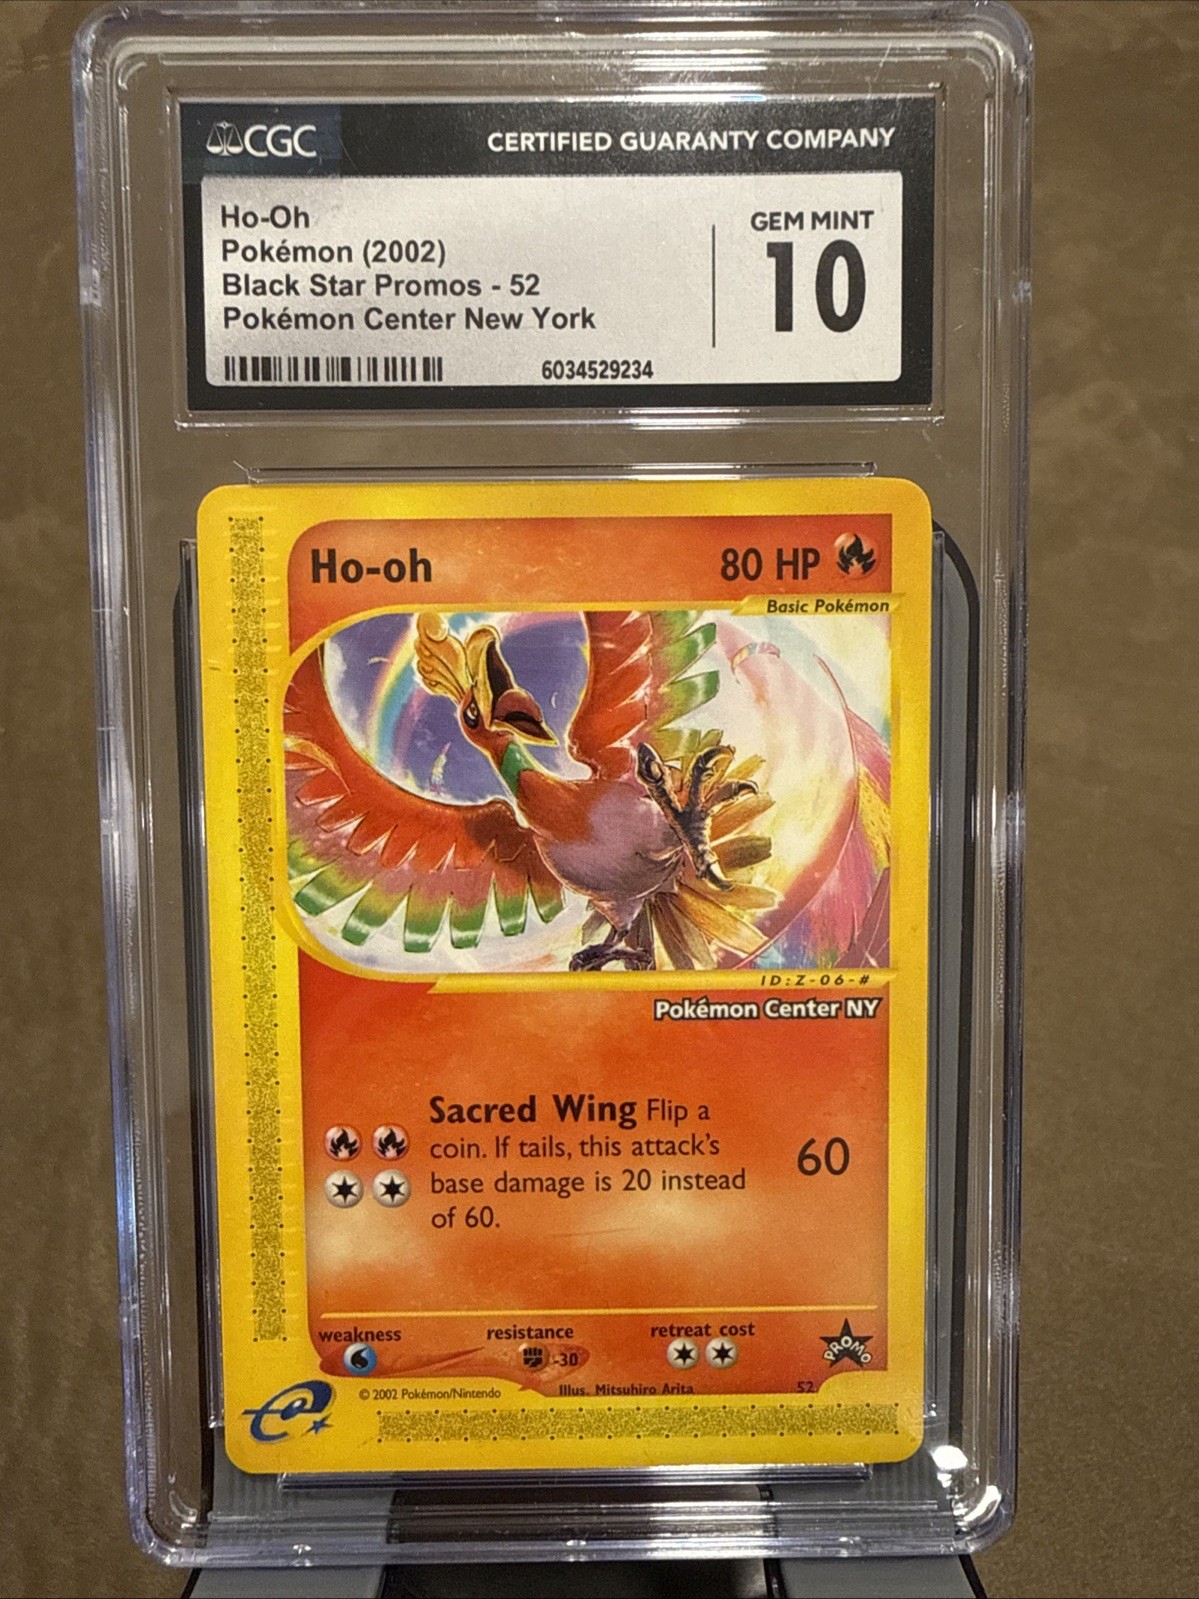 CGC
CERTIFIED GUARANTY COMPANY
Ho-Oh
Pokémon (2002)
Black Star Promos - 52
Pokémon Center New York
6034529234
GEM MINT
10
Ho-oh
80 HP
Basic Pokémon
ID:Z-06-#
Pokémon Center NY
Sacred Wing Flip a
coin. If tails, this attack's
base damage is 20 instead
of 60.
60
weakness
resistance
-30
retreat cost
PROMO
© 2002 Pokémon/Nintendo
Illus. Mitsuhiro Arita
52
e